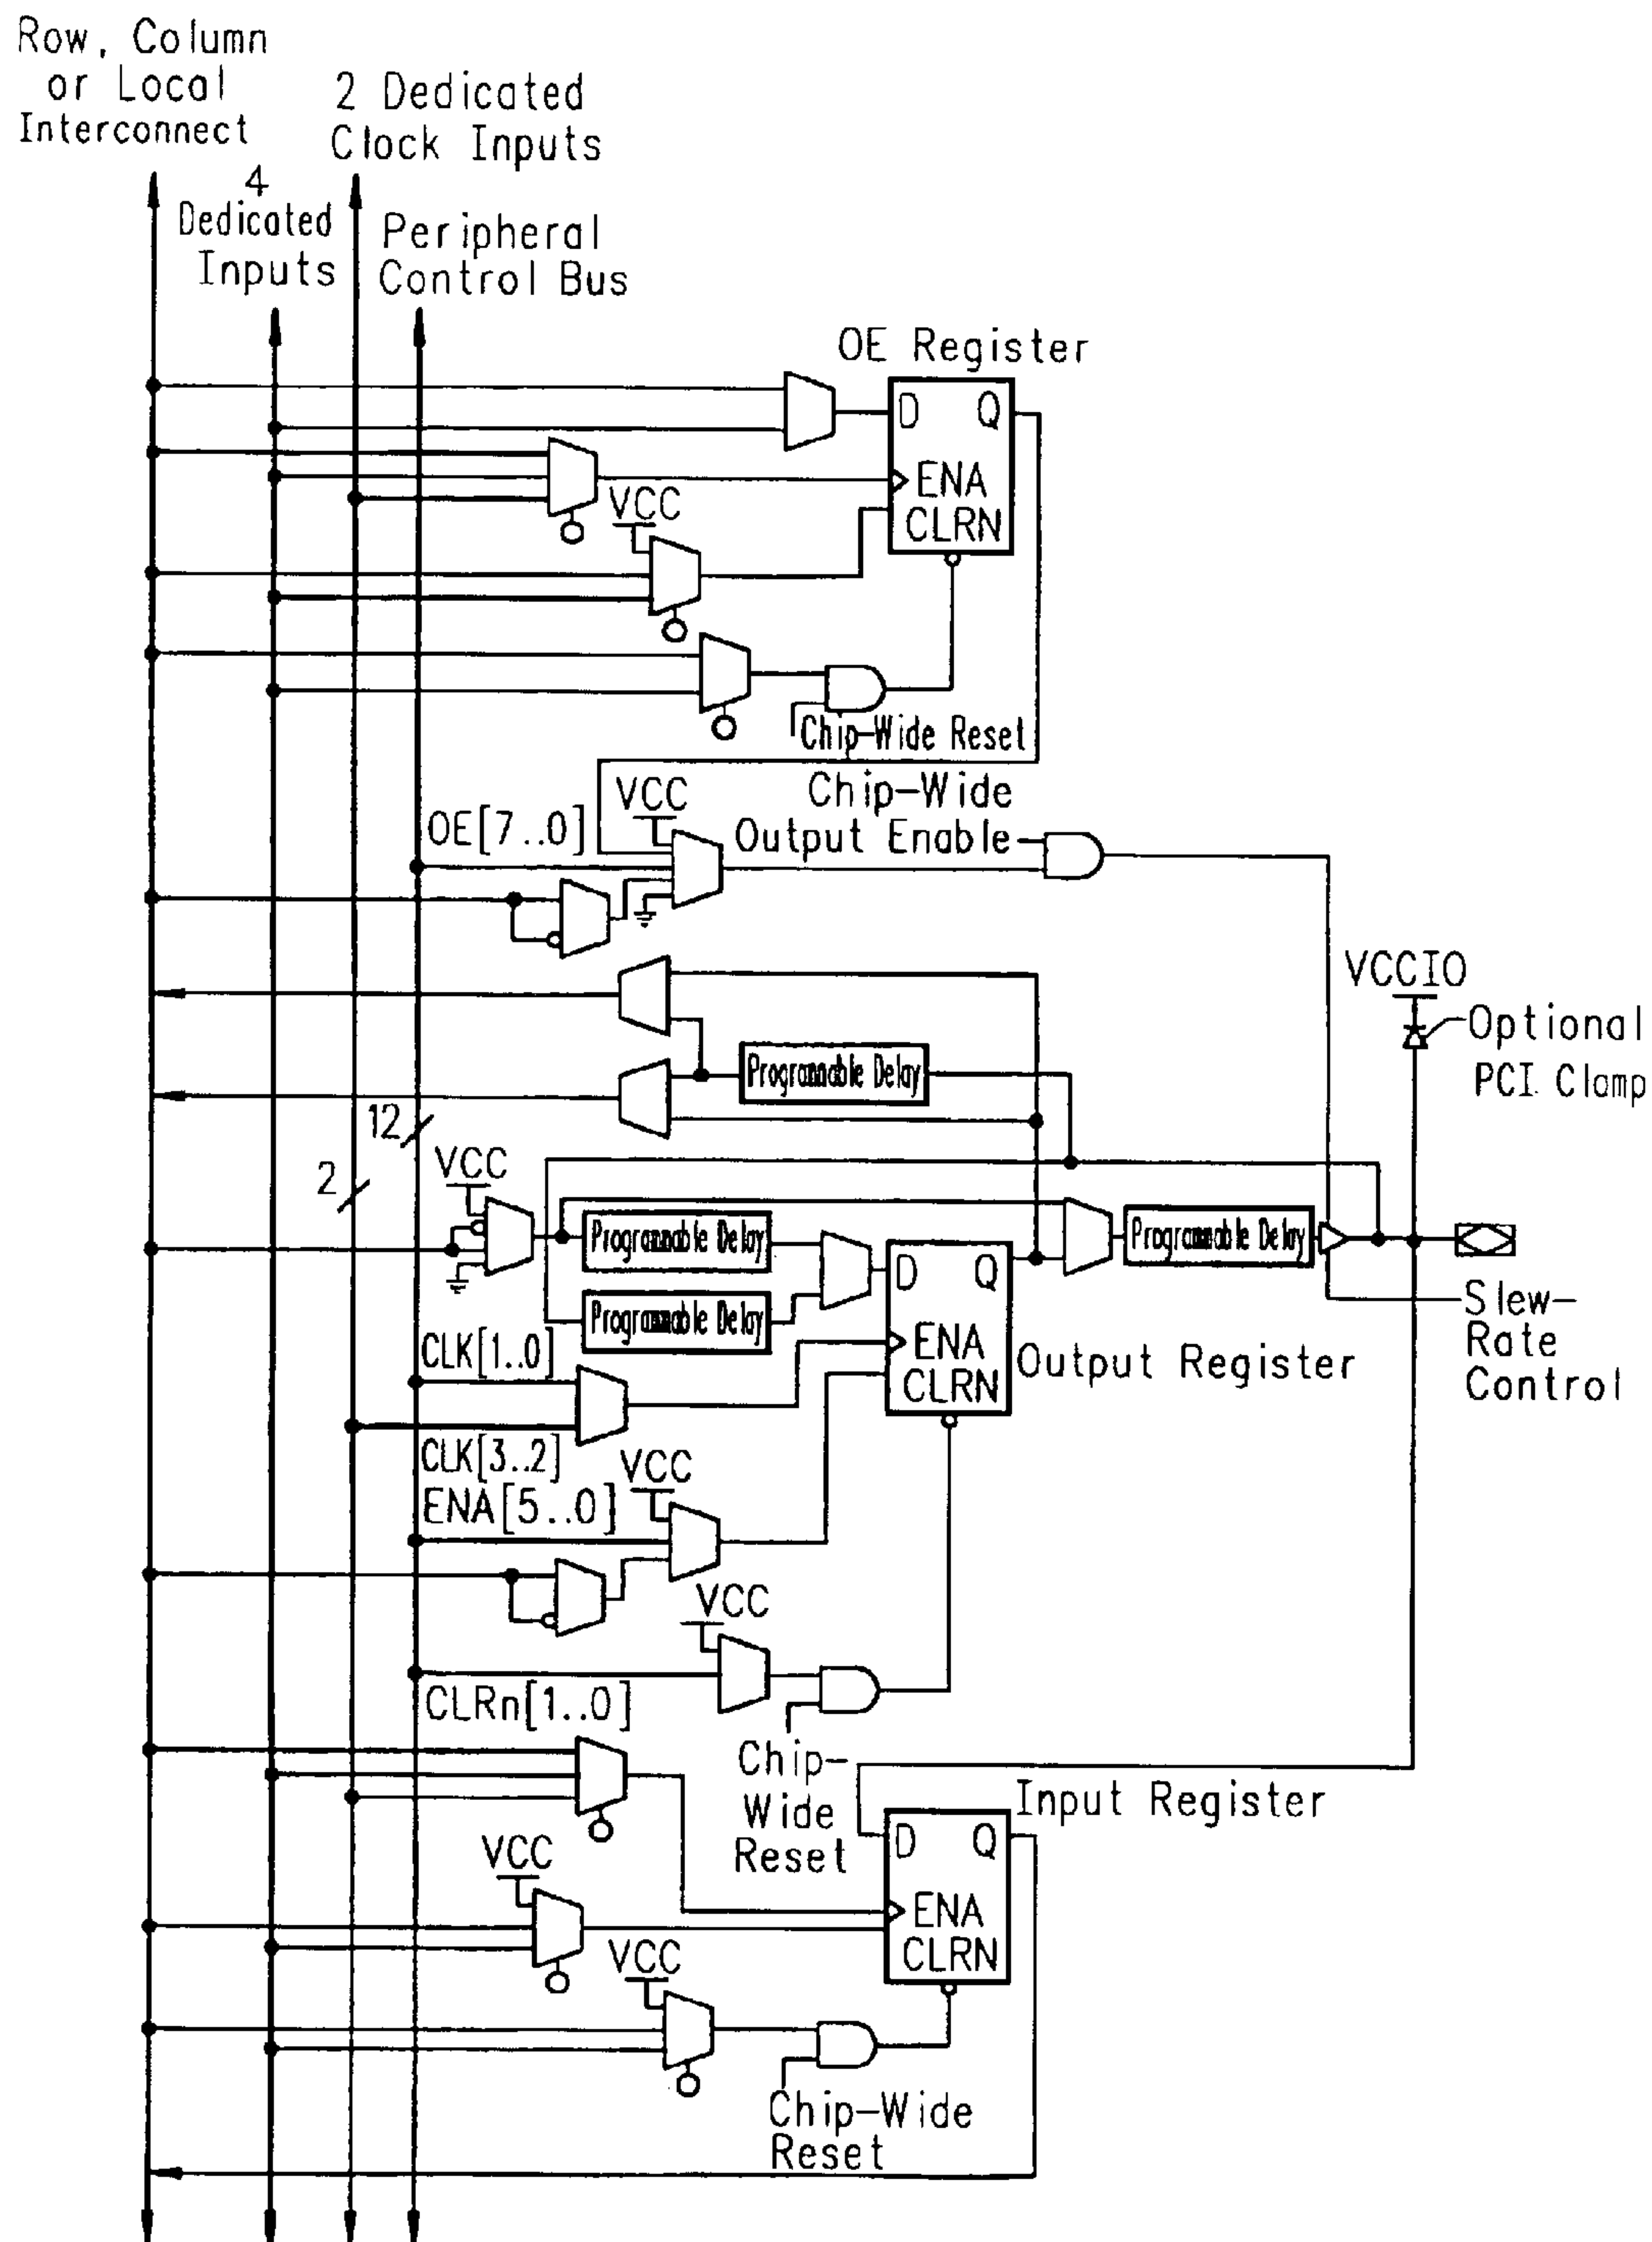 Row, Column
or Local
Interconnect
2 Dedicated
Clock Inputs
4
Dedicated
Inputs
Peripheral
Control Bus
OE Register
D Q
ENA
CLRN
VCC
Chip-Wide Reset
Chip-Wide
Output Enable
VCC
OE[7..0]
VCCIO
Optional
PCI Clamp
Programmable Delay
12
2
VCC
Programmable Delay
Programmable Delay
Programmable Delay
D Q
ENA
CLRN
Output Register
Slew-
Rate
Control
CLK[1..0]
CLK[3..2]
ENA[5..0]
VCC
VCC
CLRn[1..0]
Chip-
Wide
Reset
Input Register
D Q
ENA
CLRN
VCC
VCC
Chip-Wide
Reset